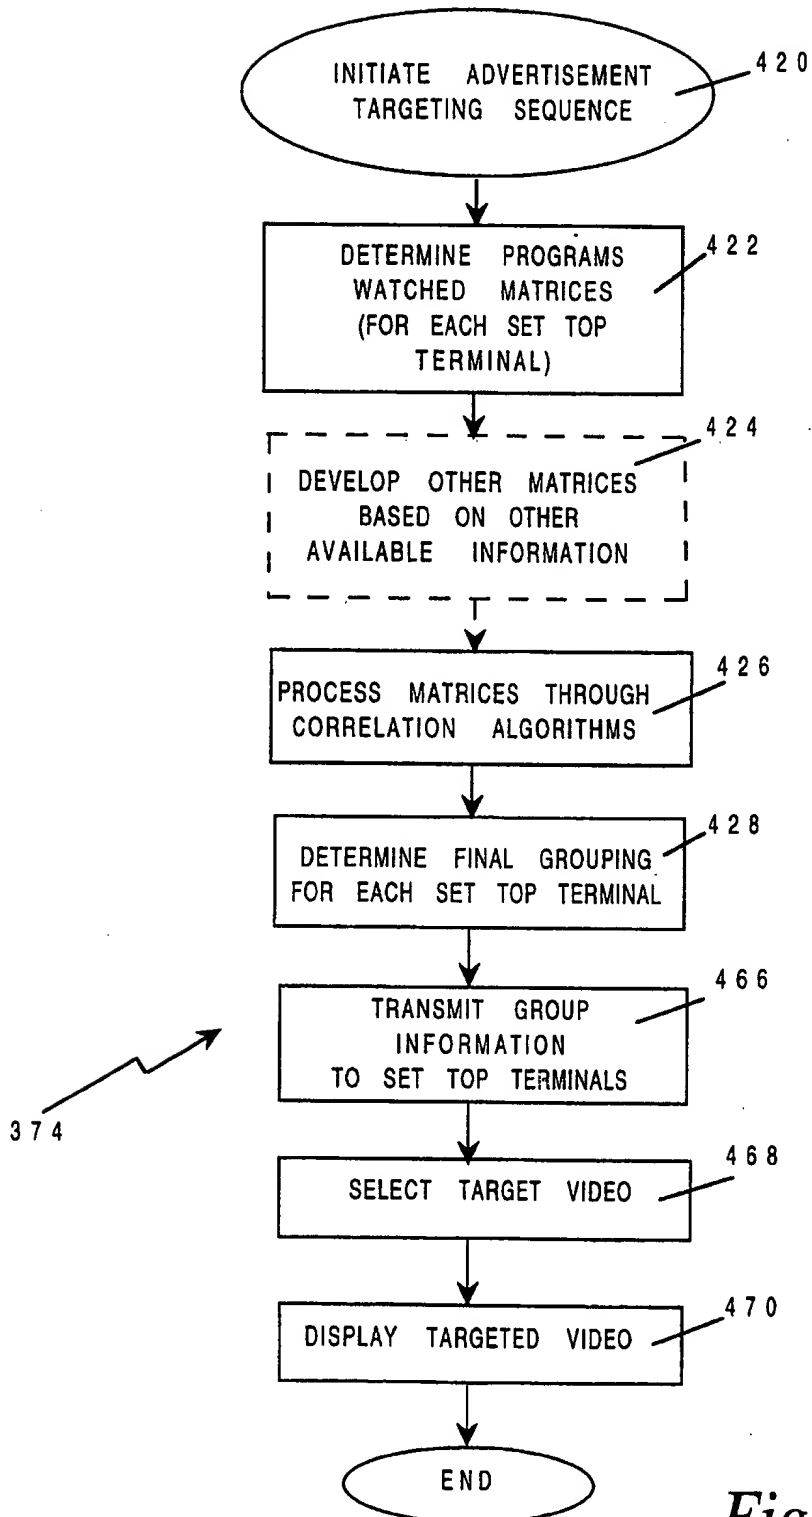 INITIATE ADVERTISEMENT
TARGETING SEQUENCE
420
DETERMINE PROGRAMS
WATCHED MATRICES
(FOR EACH SET TOP
TERMINAL)
422
DEVELOP OTHER MATRICES
BASED ON OTHER
AVAILABLE INFORMATION
424
PROCESS MATRICES THROUGH
CORRELATION ALGORITHMS
426
DETERMINE FINAL GROUPING
FOR EACH SET TOP TERMINAL
428
TRANSMIT GROUP
INFORMATION
TO SET TOP TERMINALS
466
374
SELECT TARGET VIDEO
468
DISPLAY TARGETED VIDEO
470
END
Fig